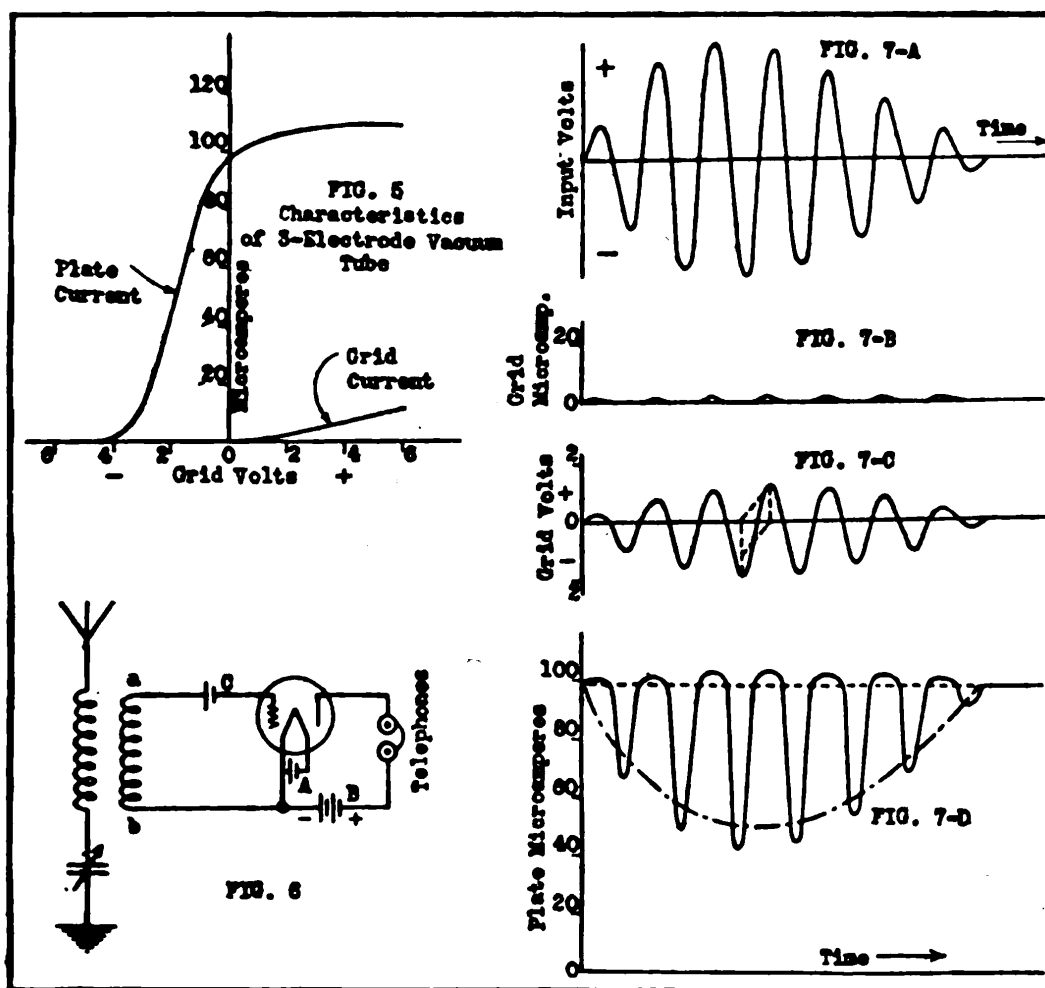 120
100
80
60
40
20
Microamperes
FIG. 5
Characteristics
of 3-Electrode Vacuum
Tube
Plate
Current
Grid
Current
6 4 2 0 2 4 6
- Grid Volts +
FIG. 7-A
Input Volts
+
-
Time
FIG. 7-B
Grid
Microamp.
20
0
FIG. 7-C
Grid Volts
2
+
0
-
2
a
b
C
A
B
- +
Telephones
FIG. 6
FIG. 7-D
Plate Microamperes
100
80
60
40
20
0
Time